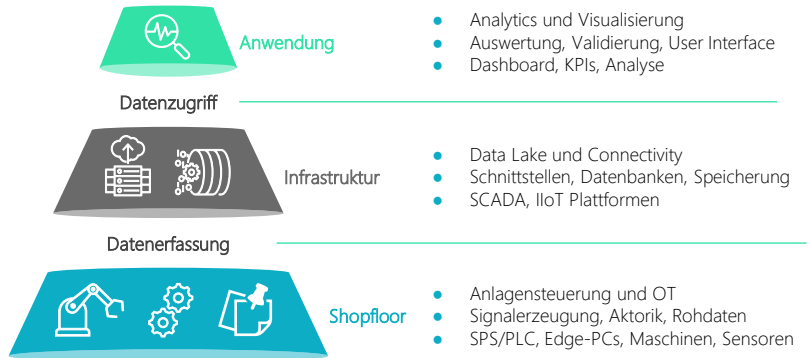 Anwendung
● Analytics und Visualisierung
● Auswertung, Validierung, User Interface
● Dashboard, KPIs, Analyse
Datenzugriff
Infrastruktur
● Data Lake und Connectivity
● Schnittstellen, Datenbanken, Speicherung
● SCADA, IIoT Plattformen
Datenerfassung
Shopfloor
● Anlagensteuerung und OT
● Signalerzeugung, Aktorik, Rohdaten
● SPS/PLC, Edge-PCs, Maschinen, Sensoren